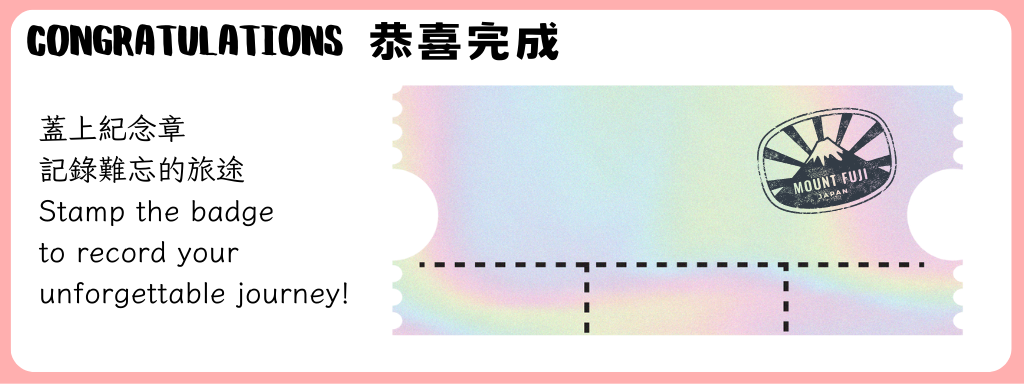 CONGRATULATIONS 恭喜完成
蓋上紀念章
記錄難忘的旅途
Stamp the badge
to record your
unforgettable journey!
MOUNT FUJI
JAPAN